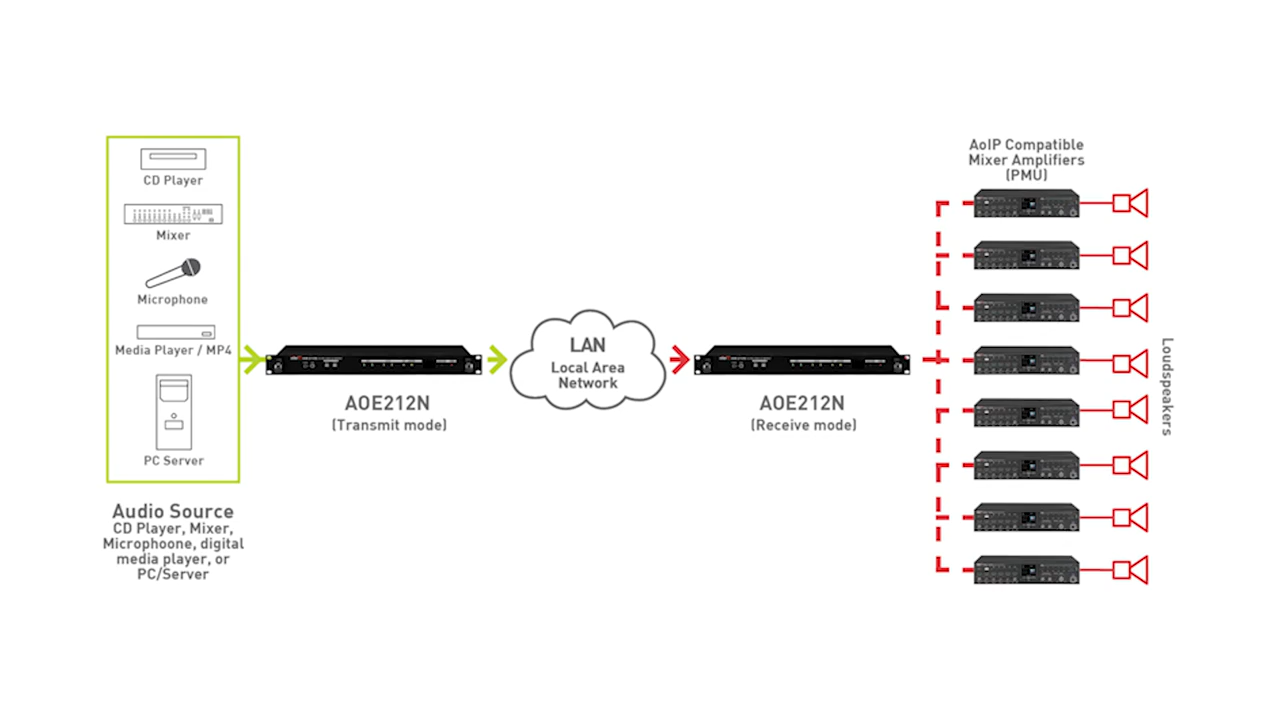 CD Player
Mixer
Microphone
Media Player / MP4
PC Server
Audio Source
CD Player, Mixer,
Microphoone, digital
media player, or
PC/Server
AOE212N
(Transmit mode)
LAN
Local Area
Network
AOE212N
(Receive mode)
AoIP Compatible
Mixer Amplifiers
(PMU)
Loudspeakers